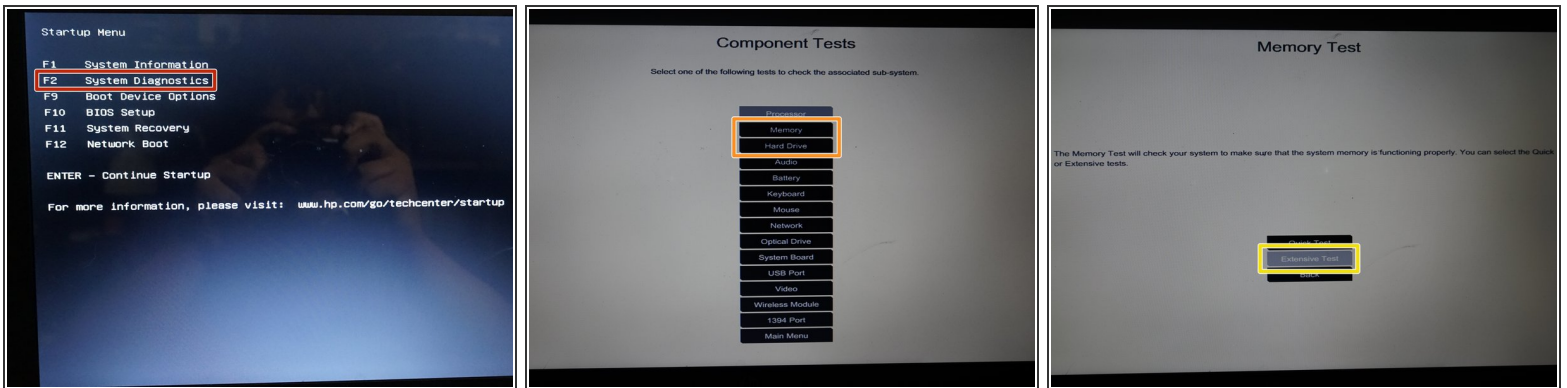 Startup Menu
F1 System Information
F2 System Diagnostics
F9 Boot Device Options
F10 BIOS Setup
F11 System Recovery
F12 Network Boot
ENTER – Continue Startup
For more information, please visit: www.hp.com/go/techcenter/startup
Component Tests
Select one of the following tests to check the associated sub-system.
Processor
Memory
Hard Drive
Audio
Battery
Keyboard
Mouse
Network
Optical Drive
System Board
USB Port
Video
Wireless Module
1394 Port
Main Menu
Memory Test
The Memory Test will check your system to make sure that the system memory is functioning properly. You can select the Quick
or Extensive tests.
Quick Test
Extensive Test
Back